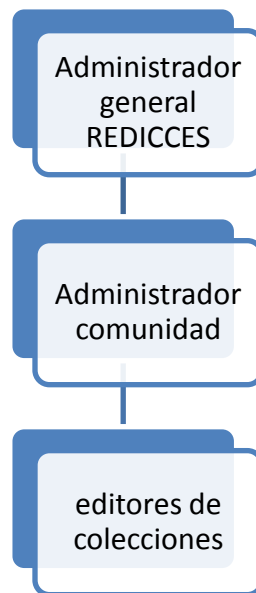 Administrador
general
REDICCES
Administrador
comunidad
editores de
colecciones